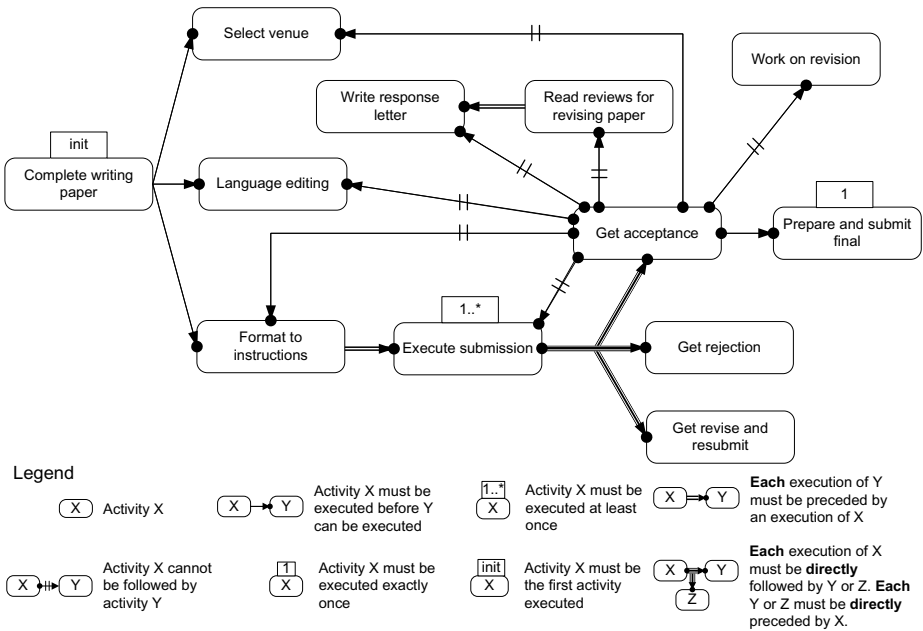 Select venue
Work on revision
Write response
letter
Read reviews for
revising paper
init
Complete writing
paper
Language editing
1
Prepare and submit
final
Get acceptance
1..*
Format to
instructions
Execute submission
Get rejection
Get revise and
resubmit
Legend
X
Activity X
X
Y
Activity X must be
executed before Y
can be executed
1..*
X
Activity X must be
executed at least
once
X
Y
Each execution of Y
must be preceded by
an execution of X
X
Y
Activity X cannot
be followed by
activity Y
1
X
Activity X must be
executed exactly
once
init
X
Activity X must be
the first activity
executed
X
Y
Z
Each execution of X
must be directly
followed by Y or Z. Each
Y or Z must be directly
preceded by X.